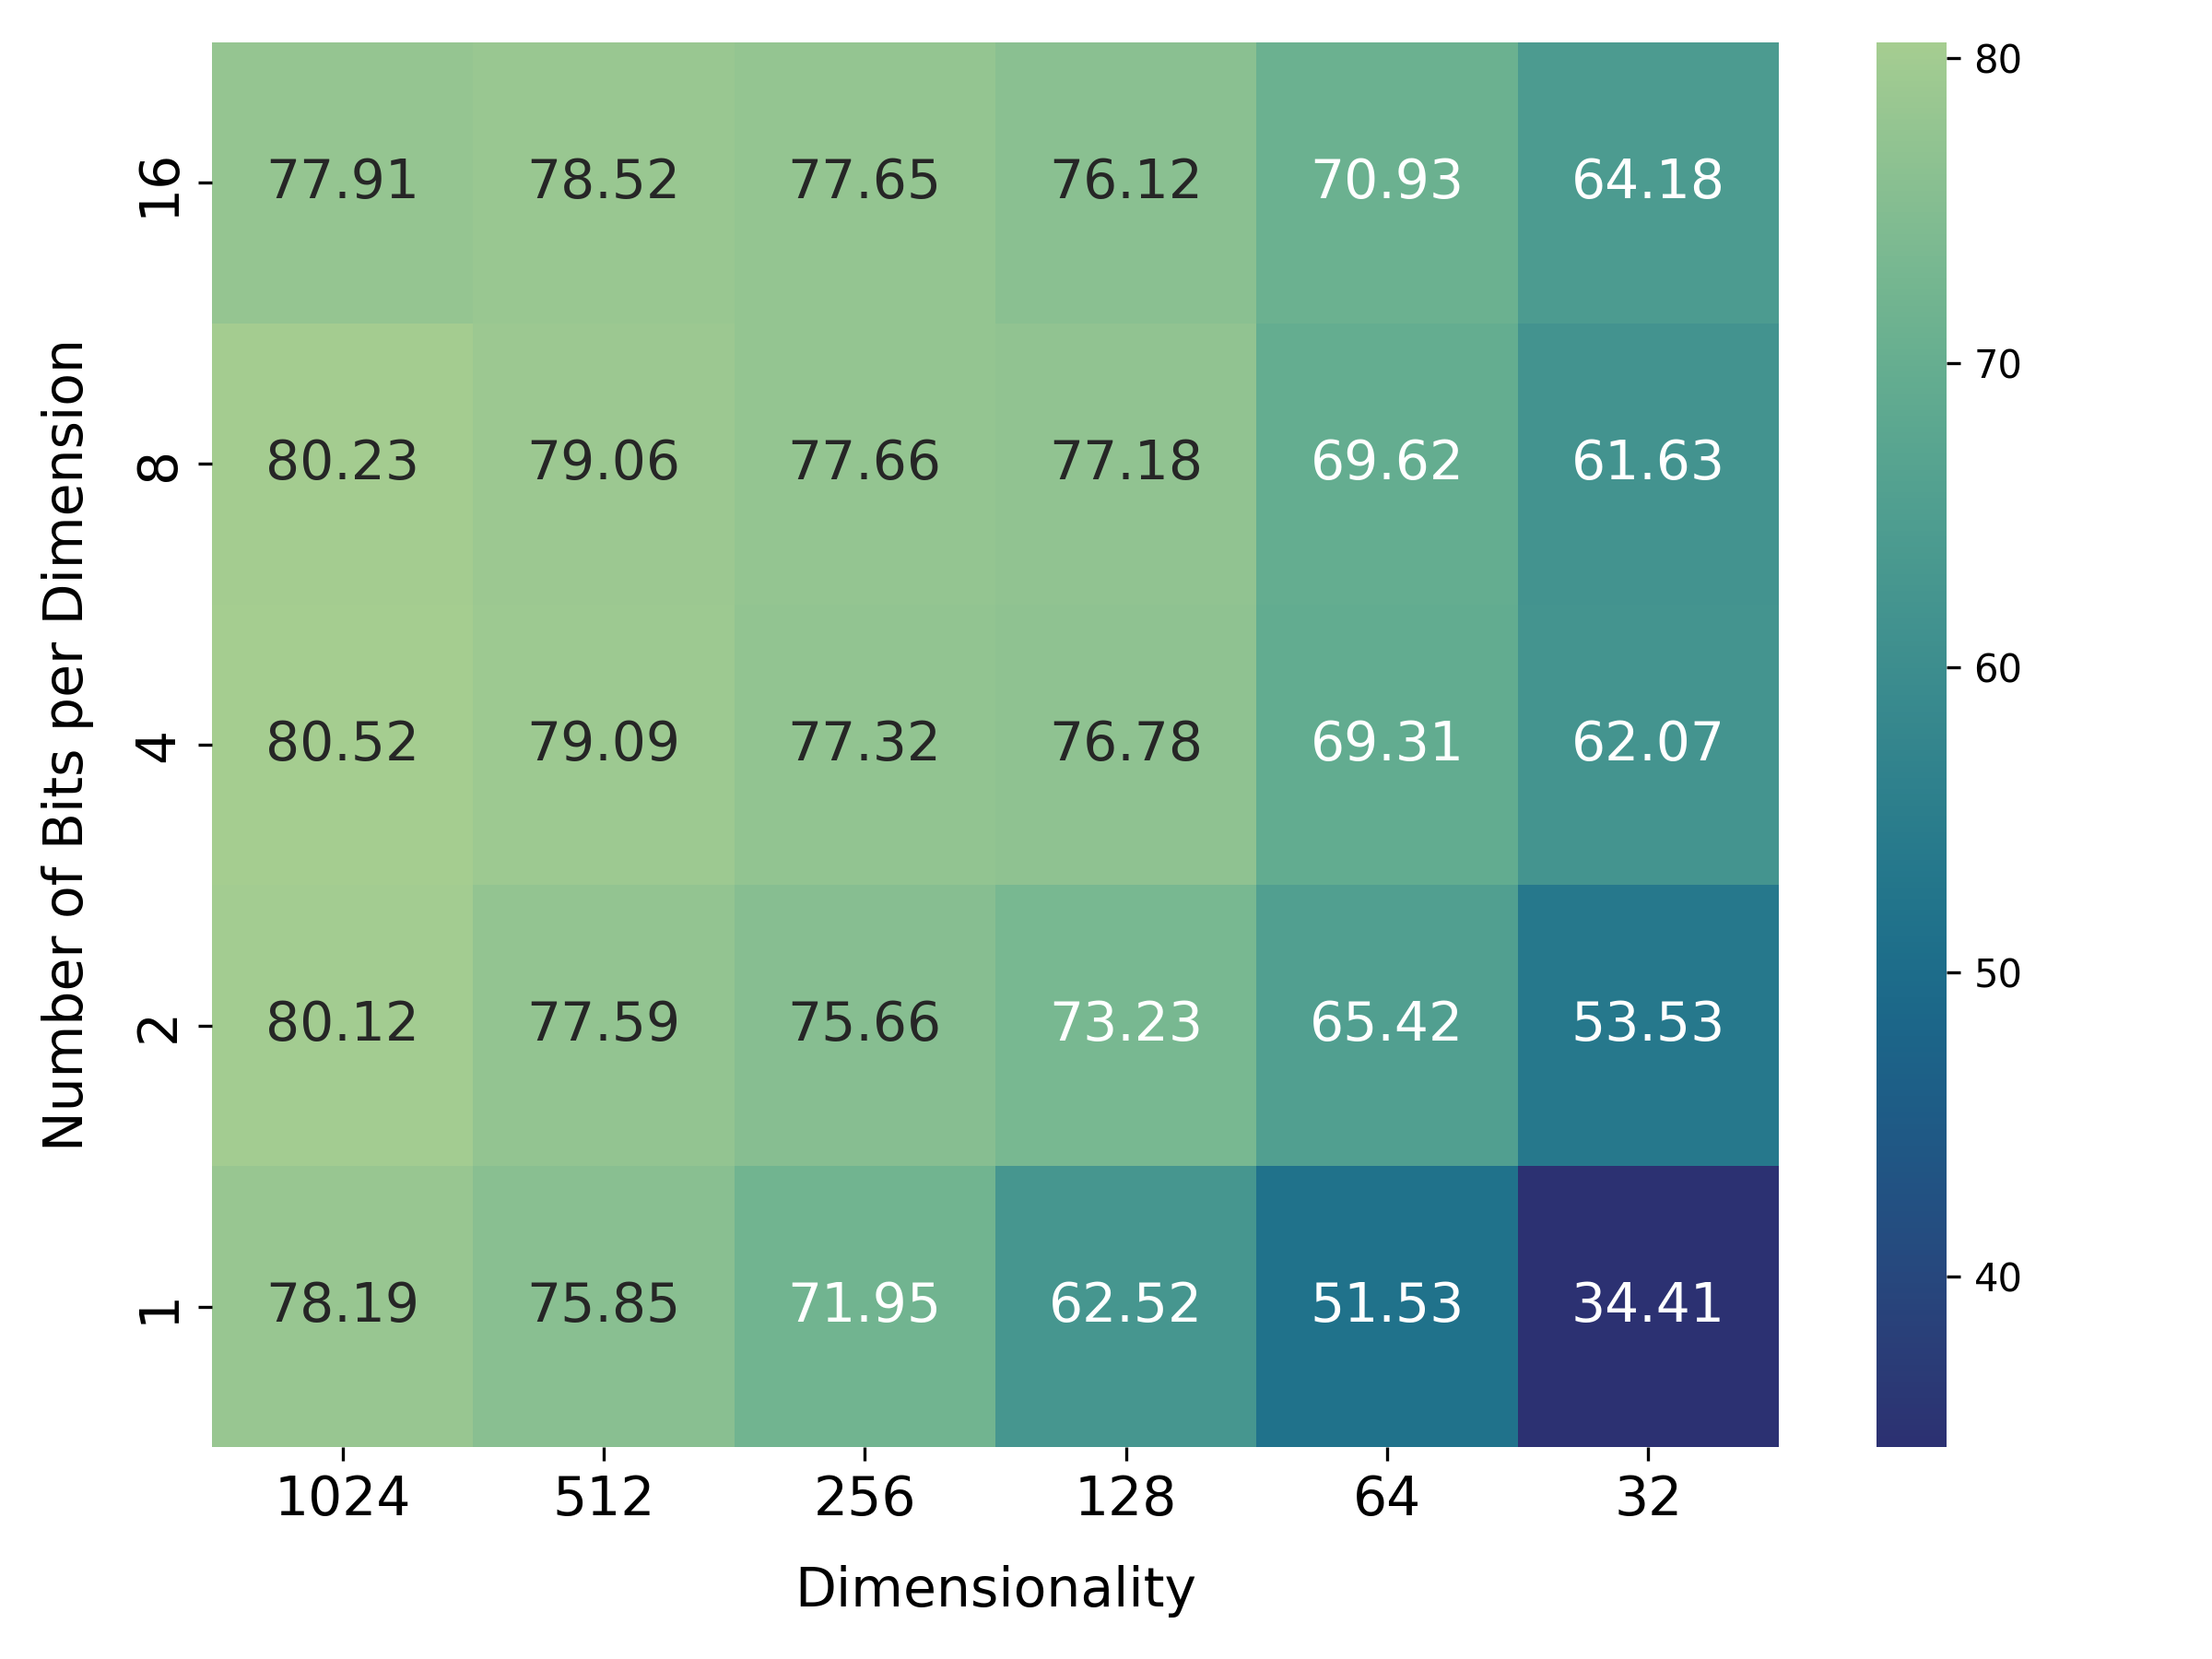 Number of Bits per Dimension
16 77.91 78.52 77.65 76.12 70.93 64.18
8 80.23 79.06 77.66 77.18 69.62 61.63
4 80.52 79.09 77.32 76.78 69.31 62.07
2 80.12 77.59 75.66 73.23 65.42 53.53
1 78.19 75.85 71.95 62.52 51.53 34.41
1024 512 256 128 64 32
Dimensionality
80
70
60
50
40